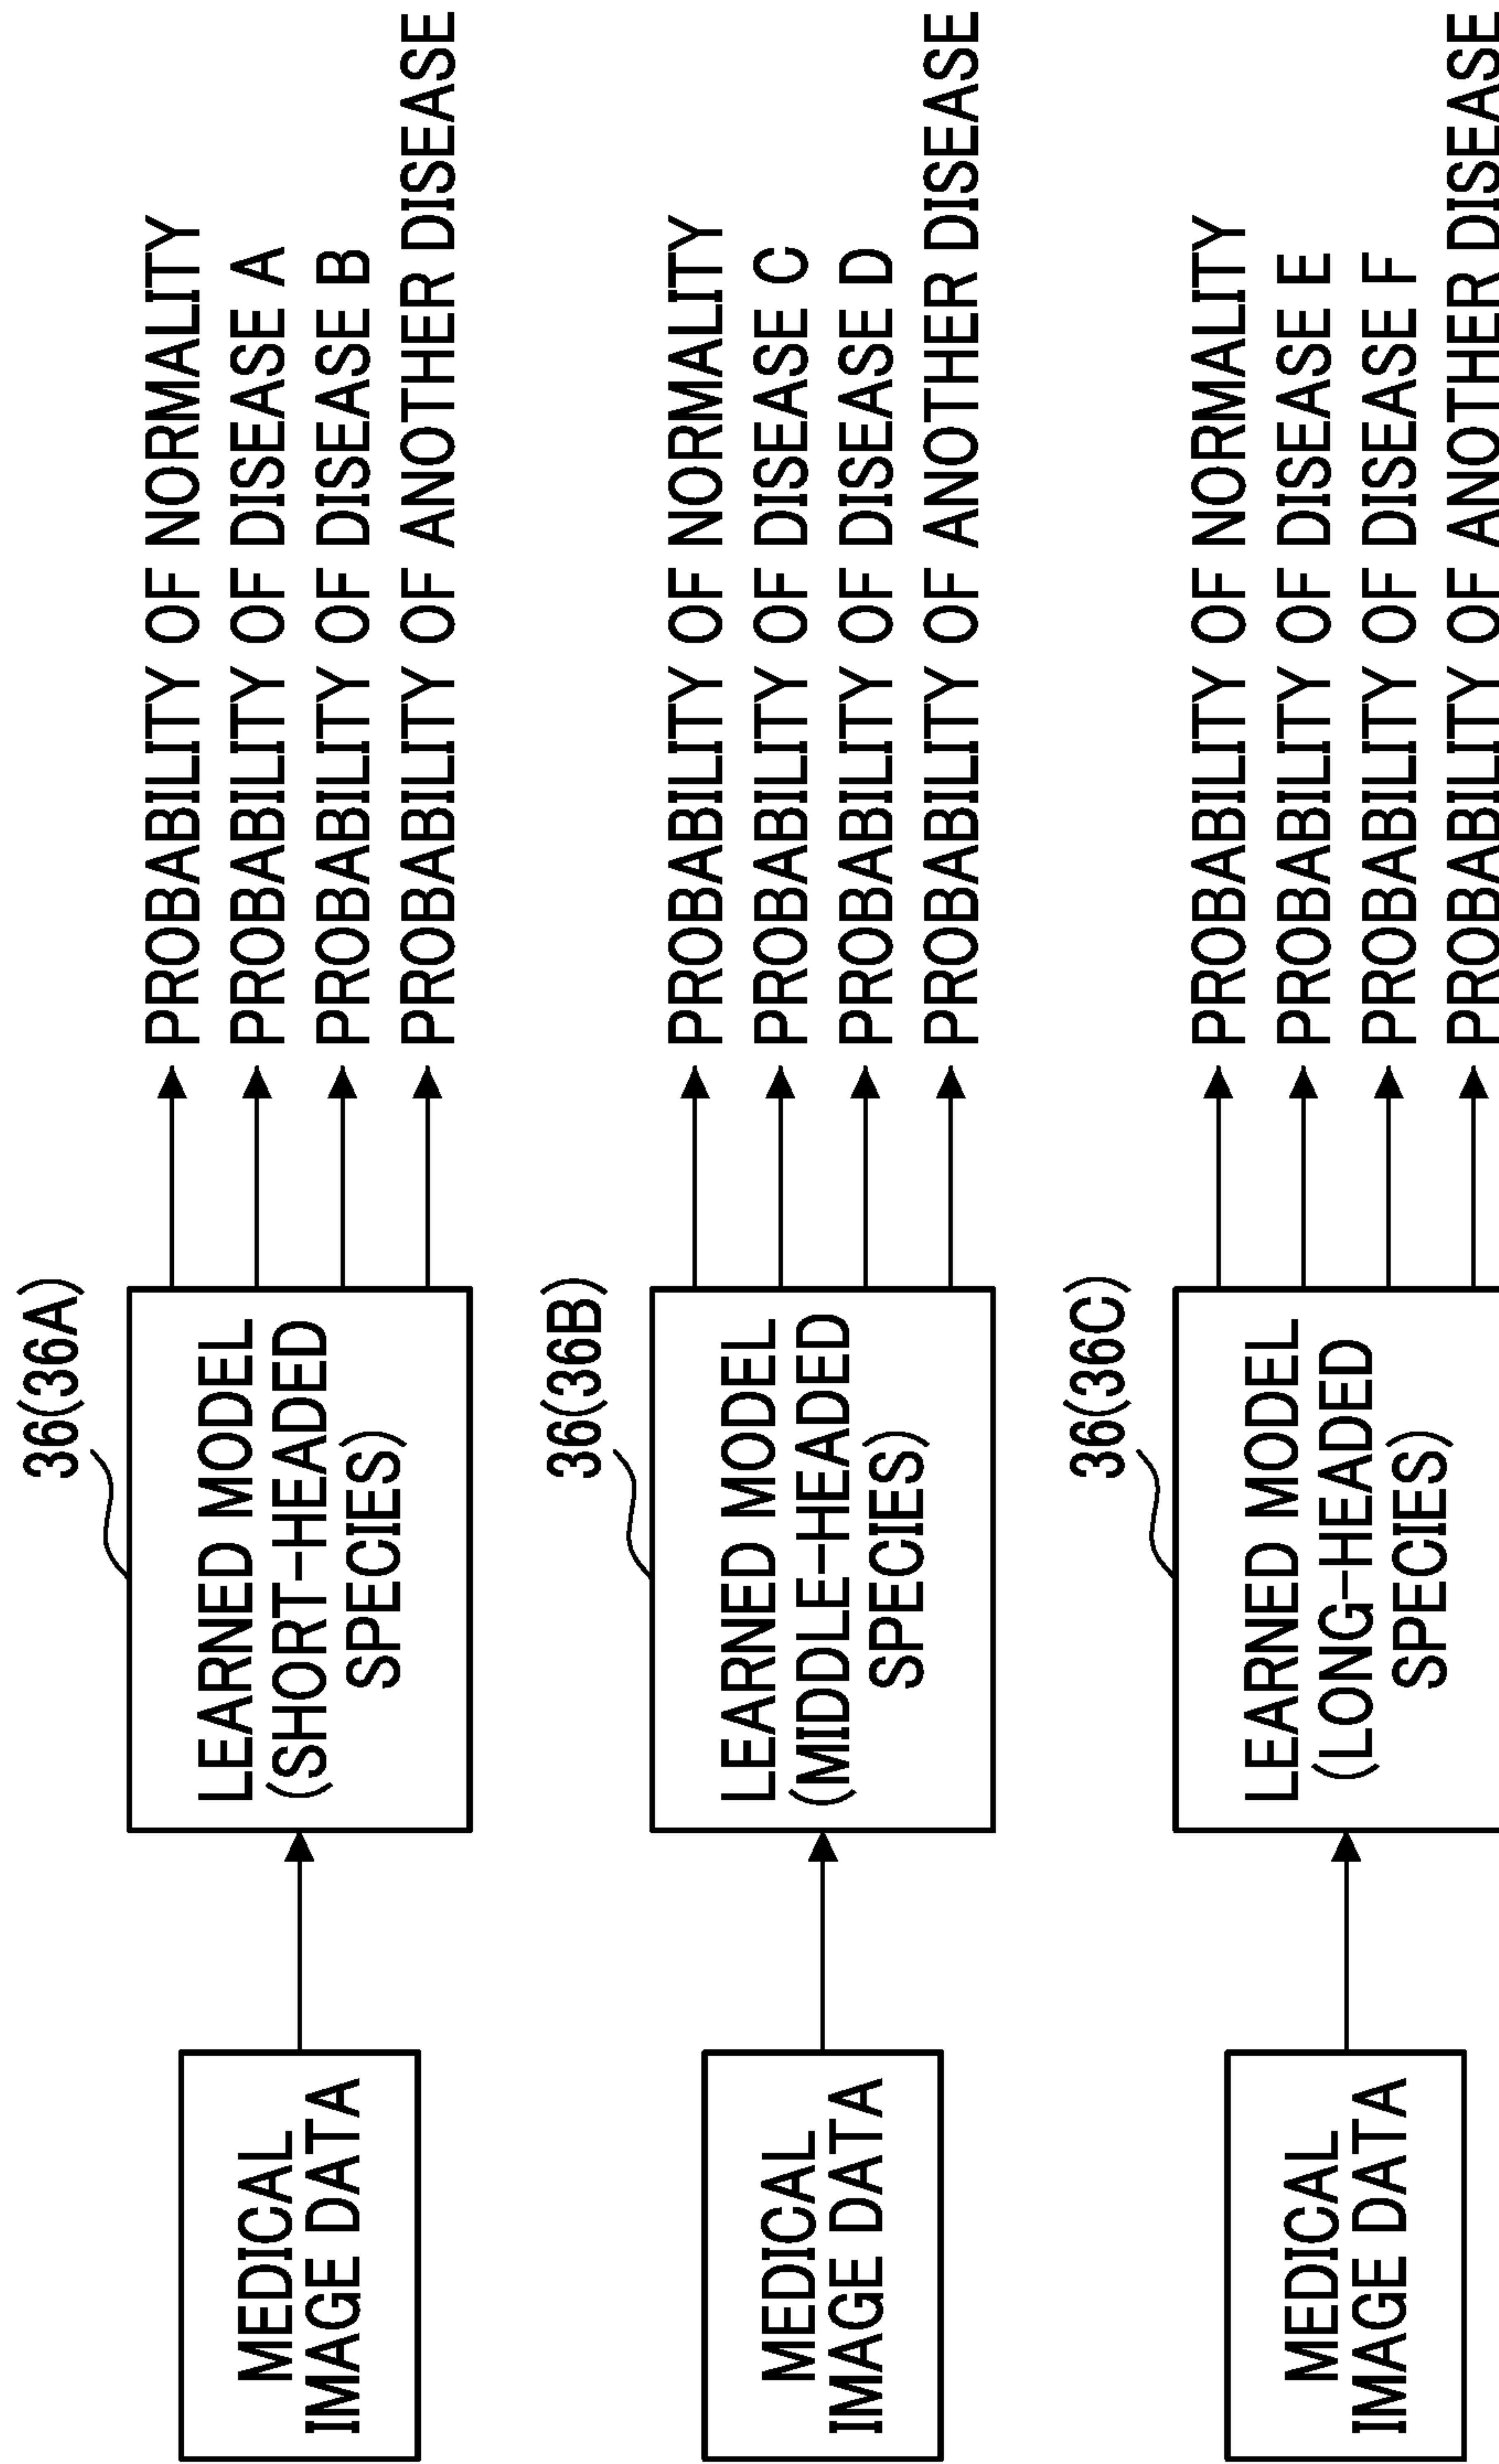 36(36A)
MEDICAL
IMAGE DATA
LEARNED MODEL
(SHORT-HEADED
SPECIES)
PROBABILITY OF NORMALITY
PROBABILITY OF DISEASE A
PROBABILITY OF DISEASE B
PROBABILITY OF ANOTHER DISEASE
36(36B)
MEDICAL
IMAGE DATA
LEARNED MODEL
(MIDDLE-HEADED
SPECIES)
PROBABILITY OF NORMALITY
PROBABILITY OF DISEASE C
PROBABILITY OF DISEASE D
PROBABILITY OF ANOTHER DISEASE
36(36C)
MEDICAL
IMAGE DATA
LEARNED MODEL
(LONG-HEADED
SPECIES)
PROBABILITY OF NORMALITY
PROBABILITY OF DISEASE E
PROBABILITY OF DISEASE F
PROBABILITY OF ANOTHER DISEASE